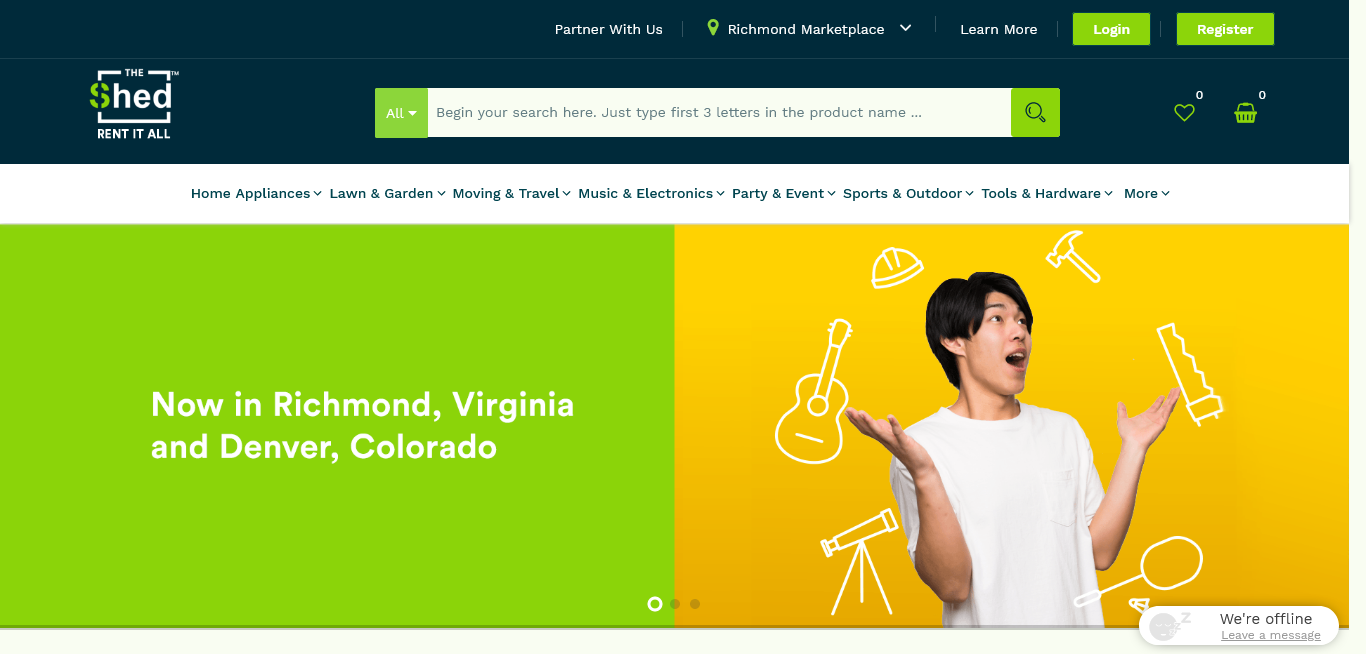 Partner With Us
Richmond Marketplace
Learn More
Login
Register
THE
$hed
TM
RENT IT ALL
All
Begin your search here. Just type first 3 letters in the product name ...
0
0
Home Appliances
Lawn & Garden
Moving & Travel
Music & Electronics
Party & Event
Sports & Outdoor
Tools & Hardware
More
Now in Richmond, Virginia
and Denver, Colorado
z
Z
We're offline
Leave a message